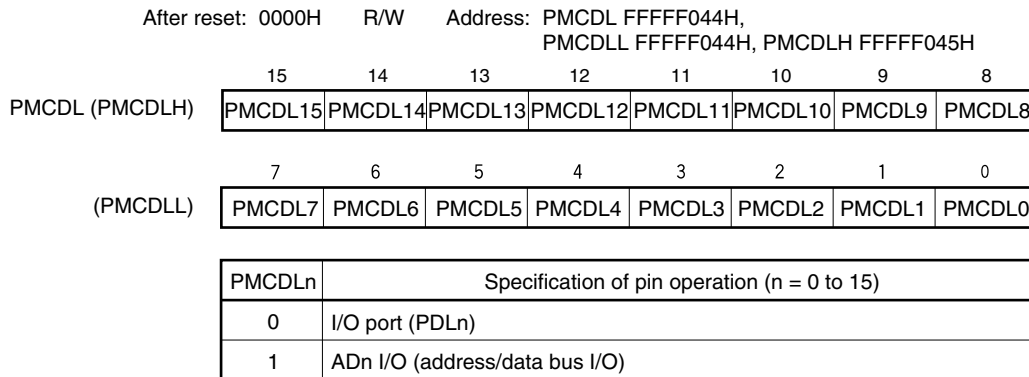 After reset: 0000H R/W Address: PMCDL FFFFF044H,
PMCDLL FFFFF044H, PMCDLH FFFFF045H
15 14 13 12 11 10 9 8
PMCDL (PMCDLH) PMCDL15 PMCDL14 PMCDL13 PMCDL12 PMCDL11 PMCDL10 PMCDL9 PMCDL8
7 6 5 4 3 2 1 0
(PMCDLL) PMCDL7 PMCDL6 PMCDL5 PMCDL4 PMCDL3 PMCDL2 PMCDL1 PMCDL0
PMCDLn Specification of pin operation (n = 0 to 15)
0 I/O port (PDLn)
1 ADn I/O (address/data bus I/O)